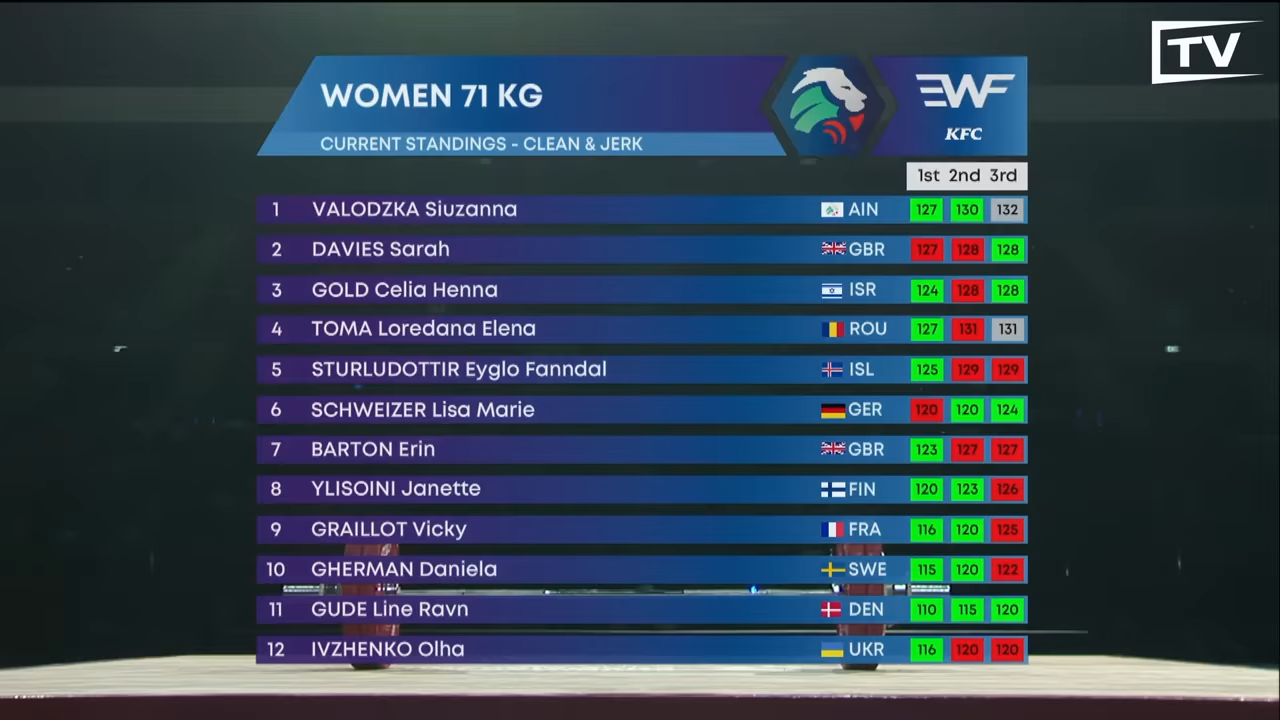 TV
WOMEN 71 KG
EWF
CURRENT STANDINGS - CLEAN & JERK
KFC
1st 2nd 3rd
1 VALODZKA Siuzanna AIN 127 130 132
2 DAVIES Sarah GBR 127 128 128
3 GOLD Celia Henna ISR 124 128 128
4 TOMA Loredana Elena ROU 127 131 131
5 STURLUDOTTIR Eyglo Fanndal ISL 125 129 129
6 SCHWEIZER Lisa Marie GER 120 120 124
7 BARTON Erin GBR 123 127 127
8 YLISOINI Janette FIN 120 123 126
9 GRAILLOT Vicky FRA 116 120 125
10 GHERMAN Daniela SWE 115 120 122
11 GUDE Line Ravn DEN 110 115 120
12 IVZHENKO Olha UKR 116 120 120